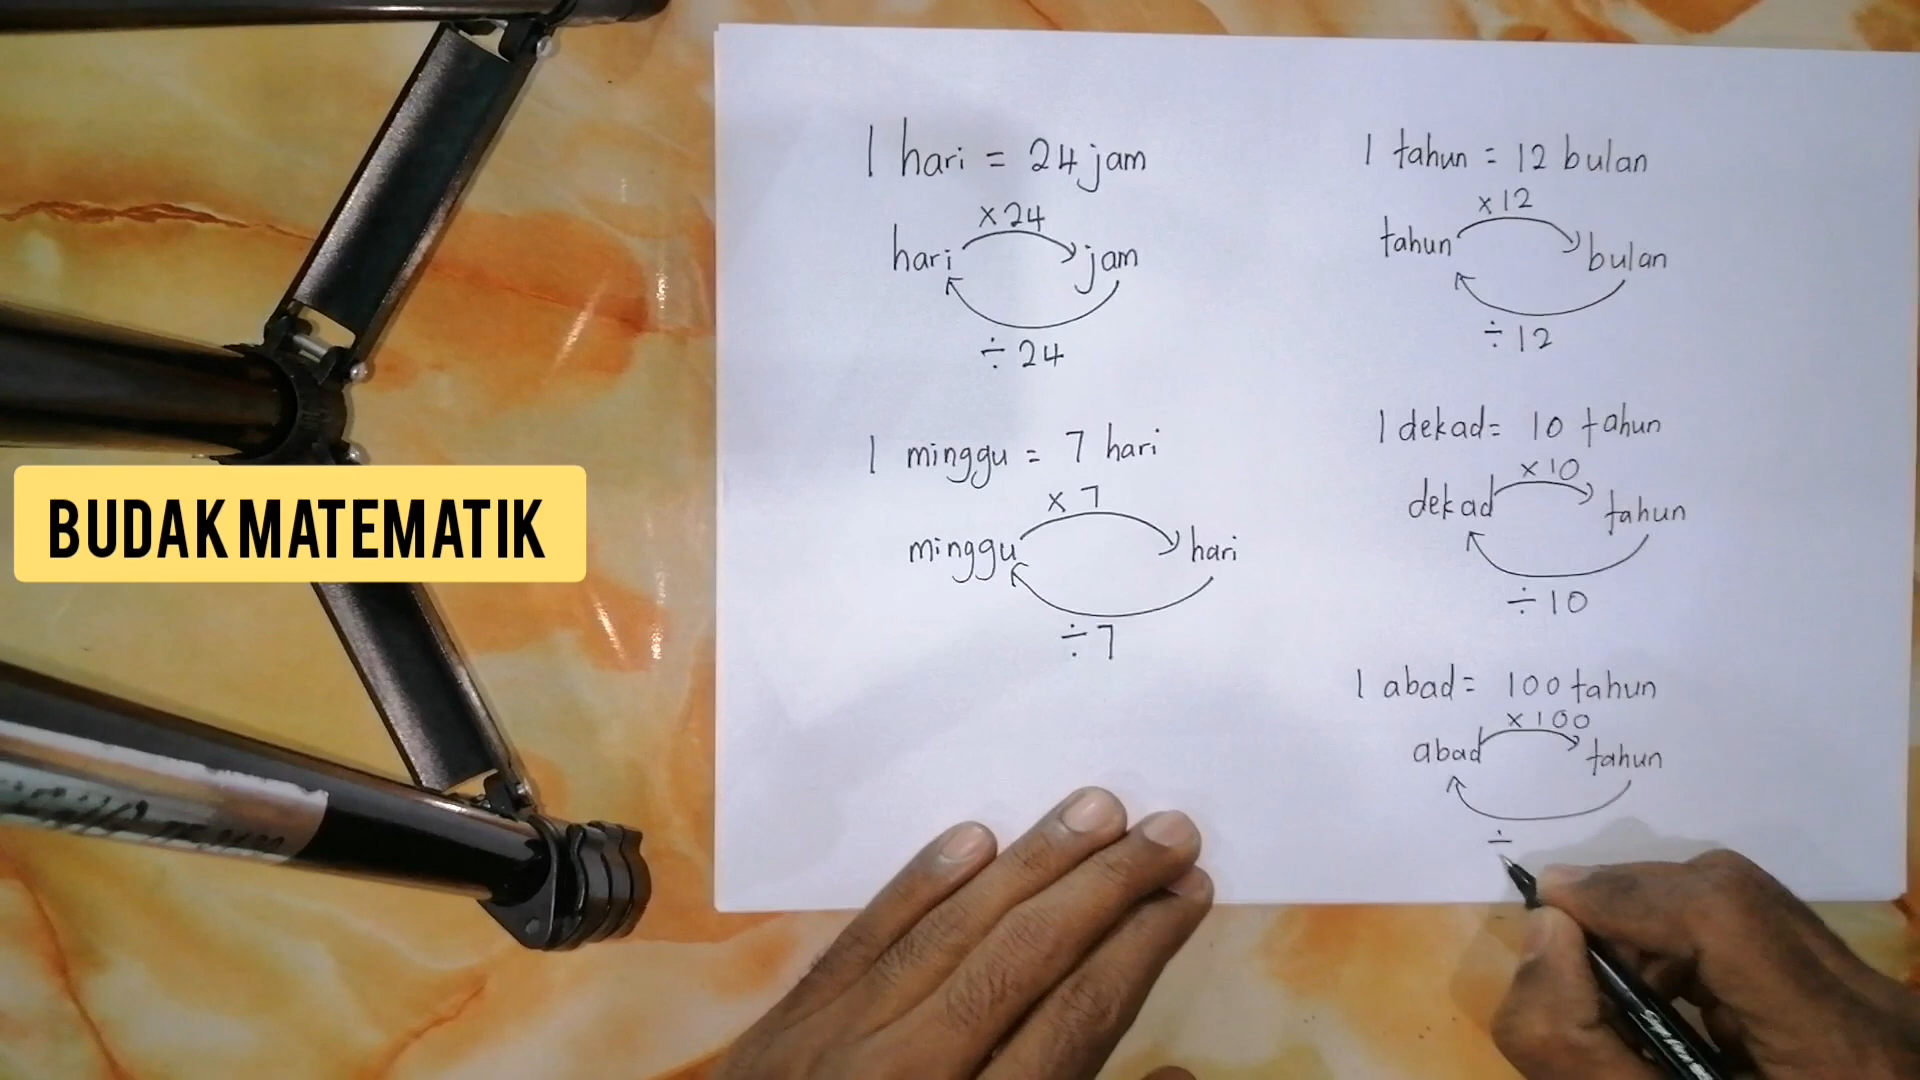 1 hari = 24 jam
x 24
hari jam
÷ 24
1 minggu = 7 hari
x 7
minggu hari
÷ 7
1 tahun = 12 bulan
x 12
tahun bulan
÷ 12
1 dekad = 10 tahun
x 10
dekad tahun
÷ 10
1 abad = 100 tahun
x 100
abad tahun
÷
BUDAK MATEMATIK